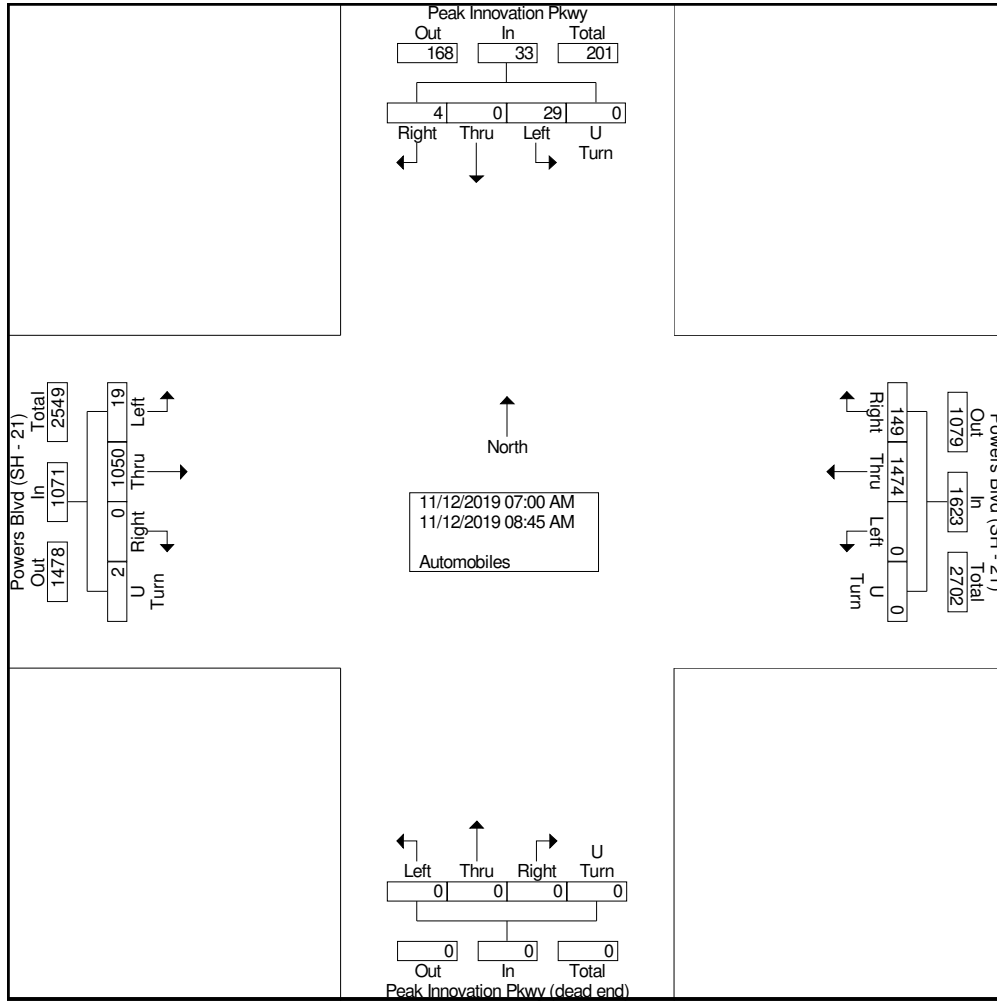 Peak Innovation Pkwy
Out In Total
168 33 201
4 0 29 0
Right Thru Left U Turn
Powers Blvd (SH - 21)
Total In Out
2549 1071 1478
19 1050 0 2
Left Thru Right U Turn
North
11/12/2019 07:00 AM
11/12/2019 08:45 AM
Automobiles
Right Thru Left U Turn
149 1474 0 0
1079 1623 2702
Out In Total
Powers Blvd (SH - 21)
Left Thru Right U Turn
0 0 0 0
0 0 0
Out In Total
Peak Innovation Pkwy (dead end)